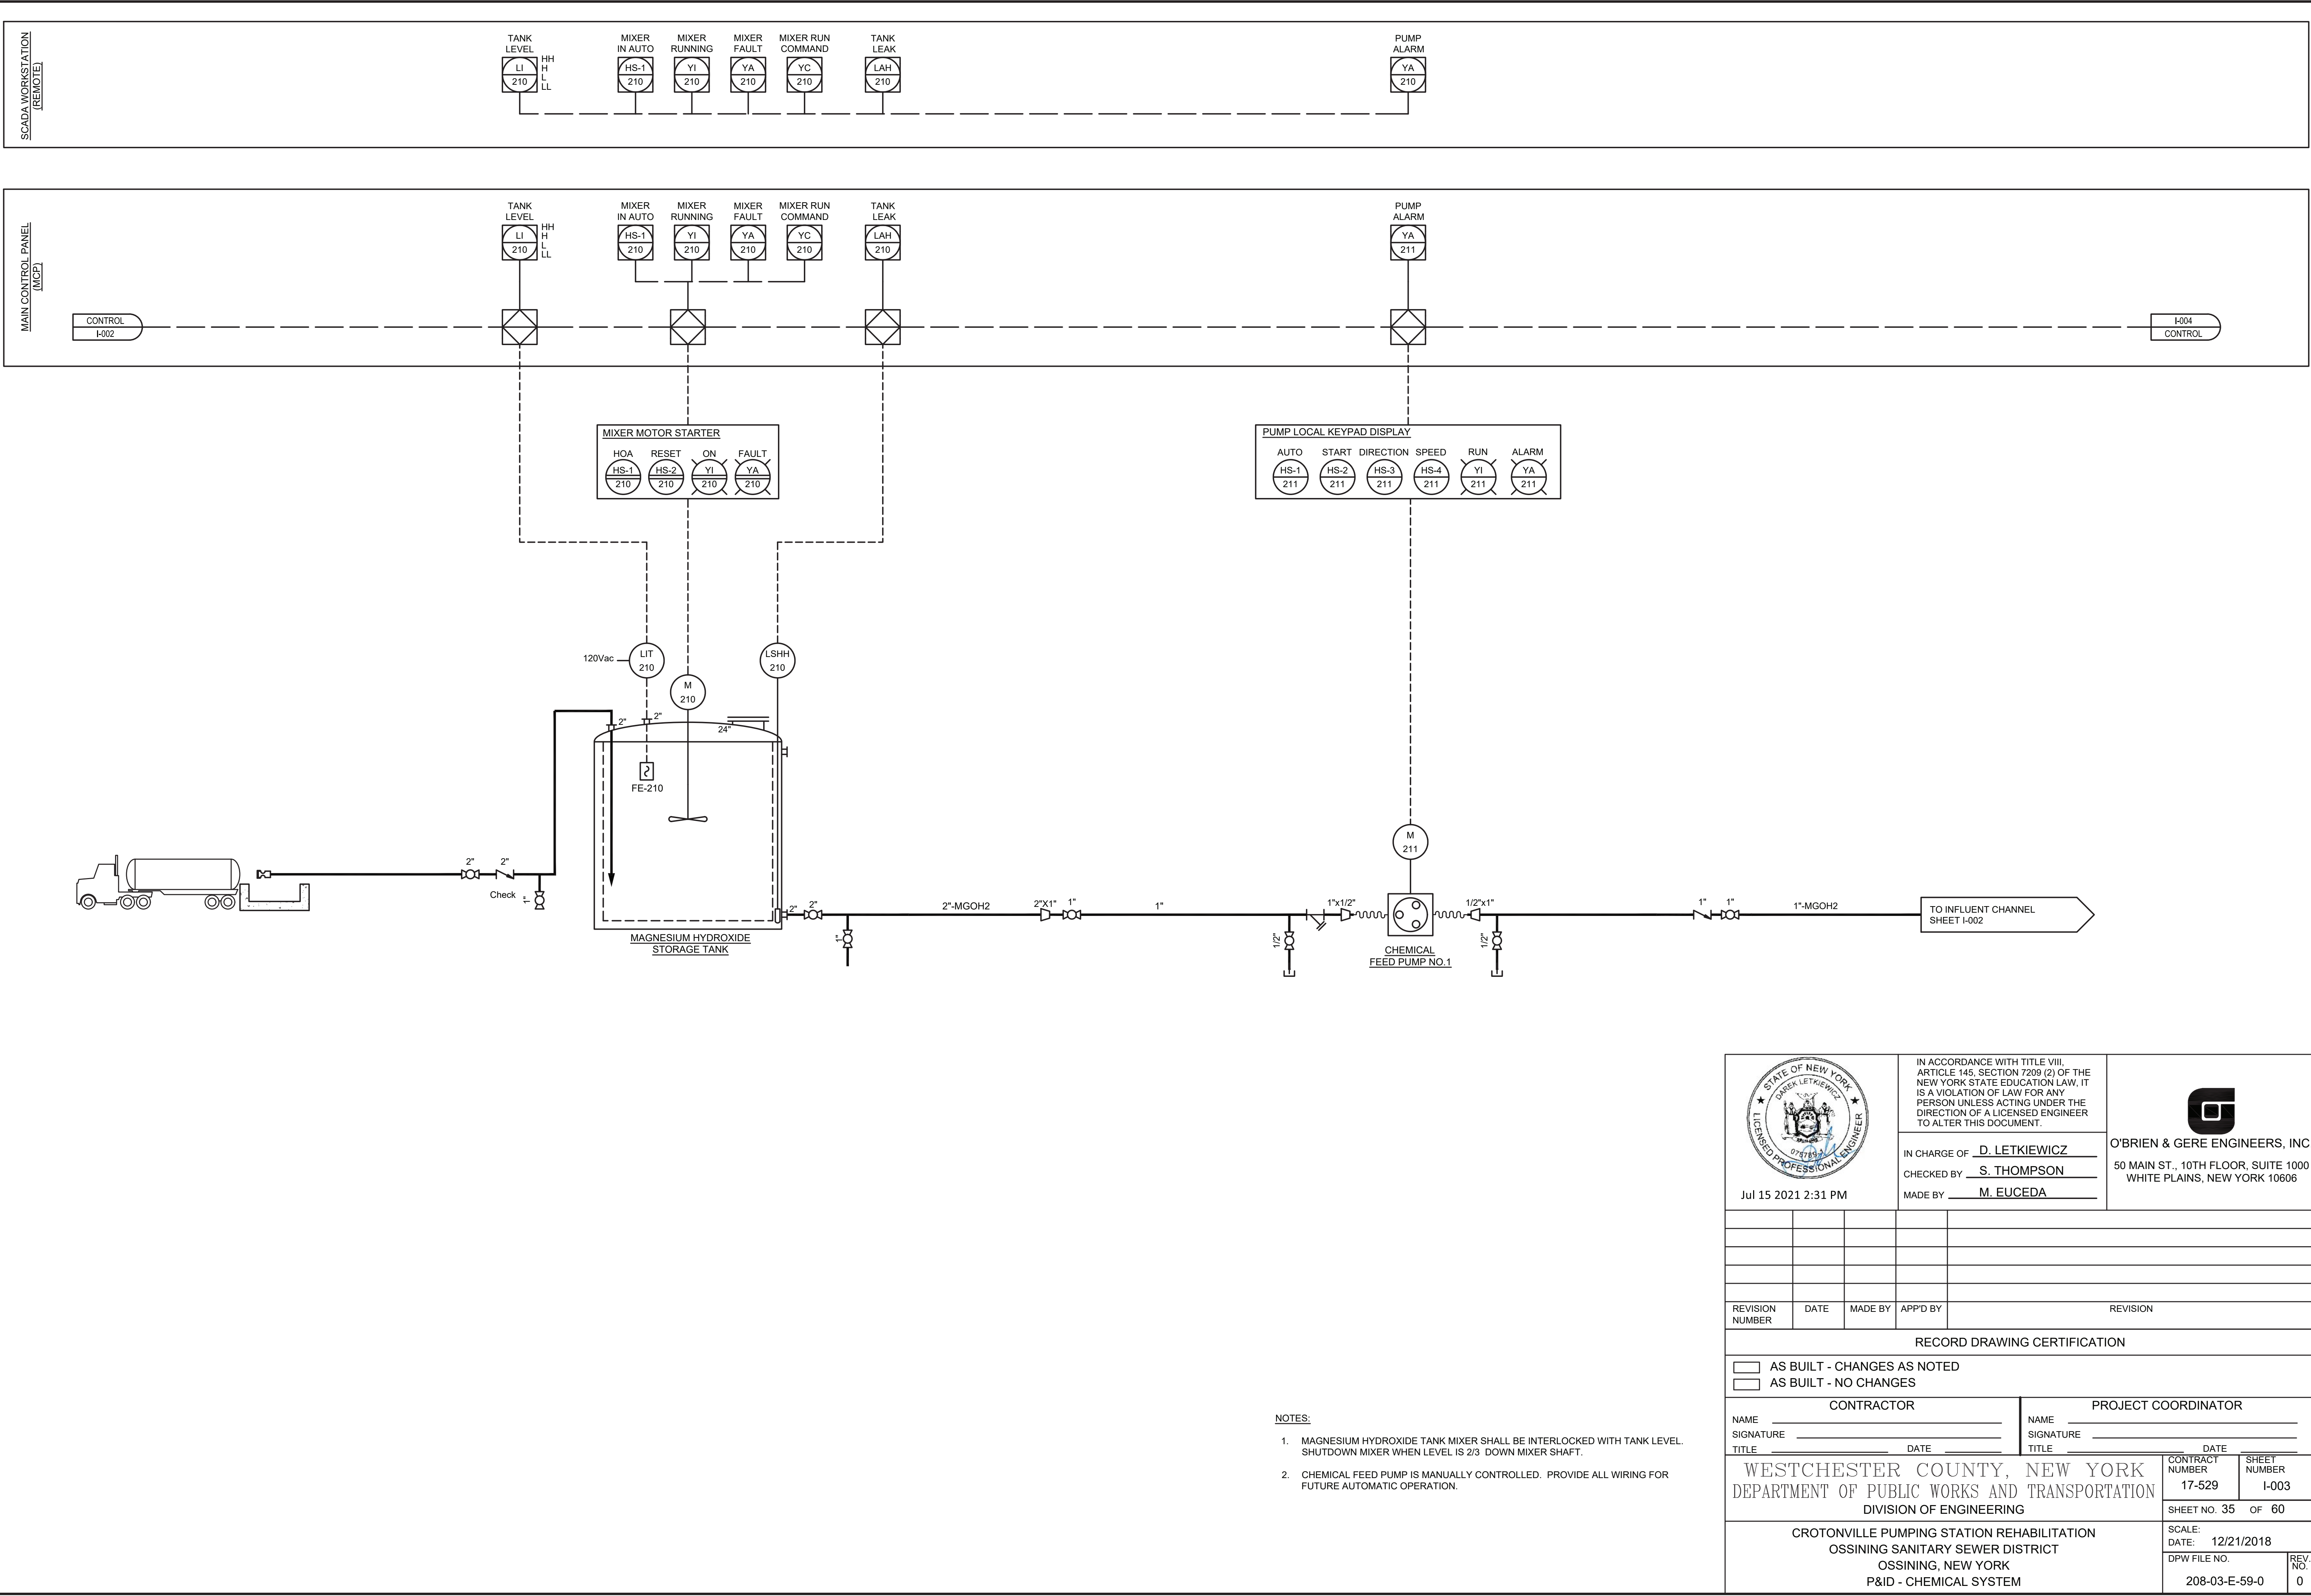 SCADA WORKSTATION
(REMOTE)
TANK
LEVEL
LI
210
HH
H
L
LL
MIXER
IN AUTO
HS-1
210
MIXER
RUNNING
YI
210
MIXER
FAULT
YA
210
MIXER RUN
COMMAND
YC
210
TANK
LEAK
LAH
210
PUMP
ALARM
YA
210
MAIN CONTROL PANEL
(MCP)
TANK
LEVEL
LI
210
HH
H
L
LL
MIXER
IN AUTO
HS-1
210
MIXER
RUNNING
YI
210
MIXER
FAULT
YA
210
MIXER RUN
COMMAND
YC
210
TANK
LEAK
LAH
210
PUMP
ALARM
YA
211
CONTROL
I-002
I-004
CONTROL
MIXER MOTOR STARTER
HOA RESET ON FAULT
HS-1 HS-2 YI YA
210 210 210 210
PUMP LOCAL KEYPAD DISPLAY
AUTO START DIRECTION SPEED RUN ALARM
HS-1 HS-2 HS-3 HS-4 YI YA
211 211 211 211 211 211
120Vac
LIT
210
LSHH
210
M
210
2"
2"
24"
FE-210
M
211
2"
2"
Check
1"
2"
2"
1"
2"-MGOH2
2"X1"
1"
1"
1/2"
1"x1/2"
1/2"x1"
1/2"
1"
1"
1"-MGOH2
TO INFLUENT CHANNEL
SHEET I-002
MAGNESIUM HYDROXIDE
STORAGE TANK
CHEMICAL
FEED PUMP NO.1
NOTES:
1. MAGNESIUM HYDROXIDE TANK MIXER SHALL BE INTERLOCKED WITH TANK LEVEL.
SHUTDOWN MIXER WHEN LEVEL IS 2/3 DOWN MIXER SHAFT.
2. CHEMICAL FEED PUMP IS MANUALLY CONTROLLED. PROVIDE ALL WIRING FOR
FUTURE AUTOMATIC OPERATION.
STATE OF NEW YORK
DAREK LETKIEWICZ
LICENSED PROFESSIONAL ENGINEER
Jul 15 2021 2:31 PM
IN ACCORDANCE WITH TITLE VIII,
ARTICLE 145, SECTION 7209 (2) OF THE
NEW YORK STATE EDUCATION LAW, IT
IS A VIOLATION OF LAW FOR ANY
PERSON UNLESS ACTING UNDER THE
DIRECTION OF A LICENSED ENGINEER
TO ALTER THIS DOCUMENT.
IN CHARGE OF D. LETKIEWICZ
CHECKED BY S. THOMPSON
MADE BY M. EUCEDA
O'BRIEN & GERE ENGINEERS, INC
50 MAIN ST., 10TH FLOOR, SUITE 1000
WHITE PLAINS, NEW YORK 10606
REVISION
NUMBER
DATE
MADE BY
APP'D BY
REVISION
RECORD DRAWING CERTIFICATION
AS BUILT - CHANGES AS NOTED
AS BUILT - NO CHANGES
CONTRACTOR
NAME
SIGNATURE
TITLE DATE
PROJECT COORDINATOR
NAME
SIGNATURE
TITLE DATE
WESTCHESTER COUNTY, NEW YORK
DEPARTMENT OF PUBLIC WORKS AND TRANSPORTATION
DIVISION OF ENGINEERING
CONTRACT
NUMBER
17-529
SHEET
NUMBER
I-003
SHEET NO. 35 OF 60
CROTONVILLE PUMPING STATION REHABILITATION
OSSINING SANITARY SEWER DISTRICT
OSSINING, NEW YORK
P&ID - CHEMICAL SYSTEM
SCALE:
DATE: 12/21/2018
DPW FILE NO.
208-03-E-59-0
REV.
NO.
0